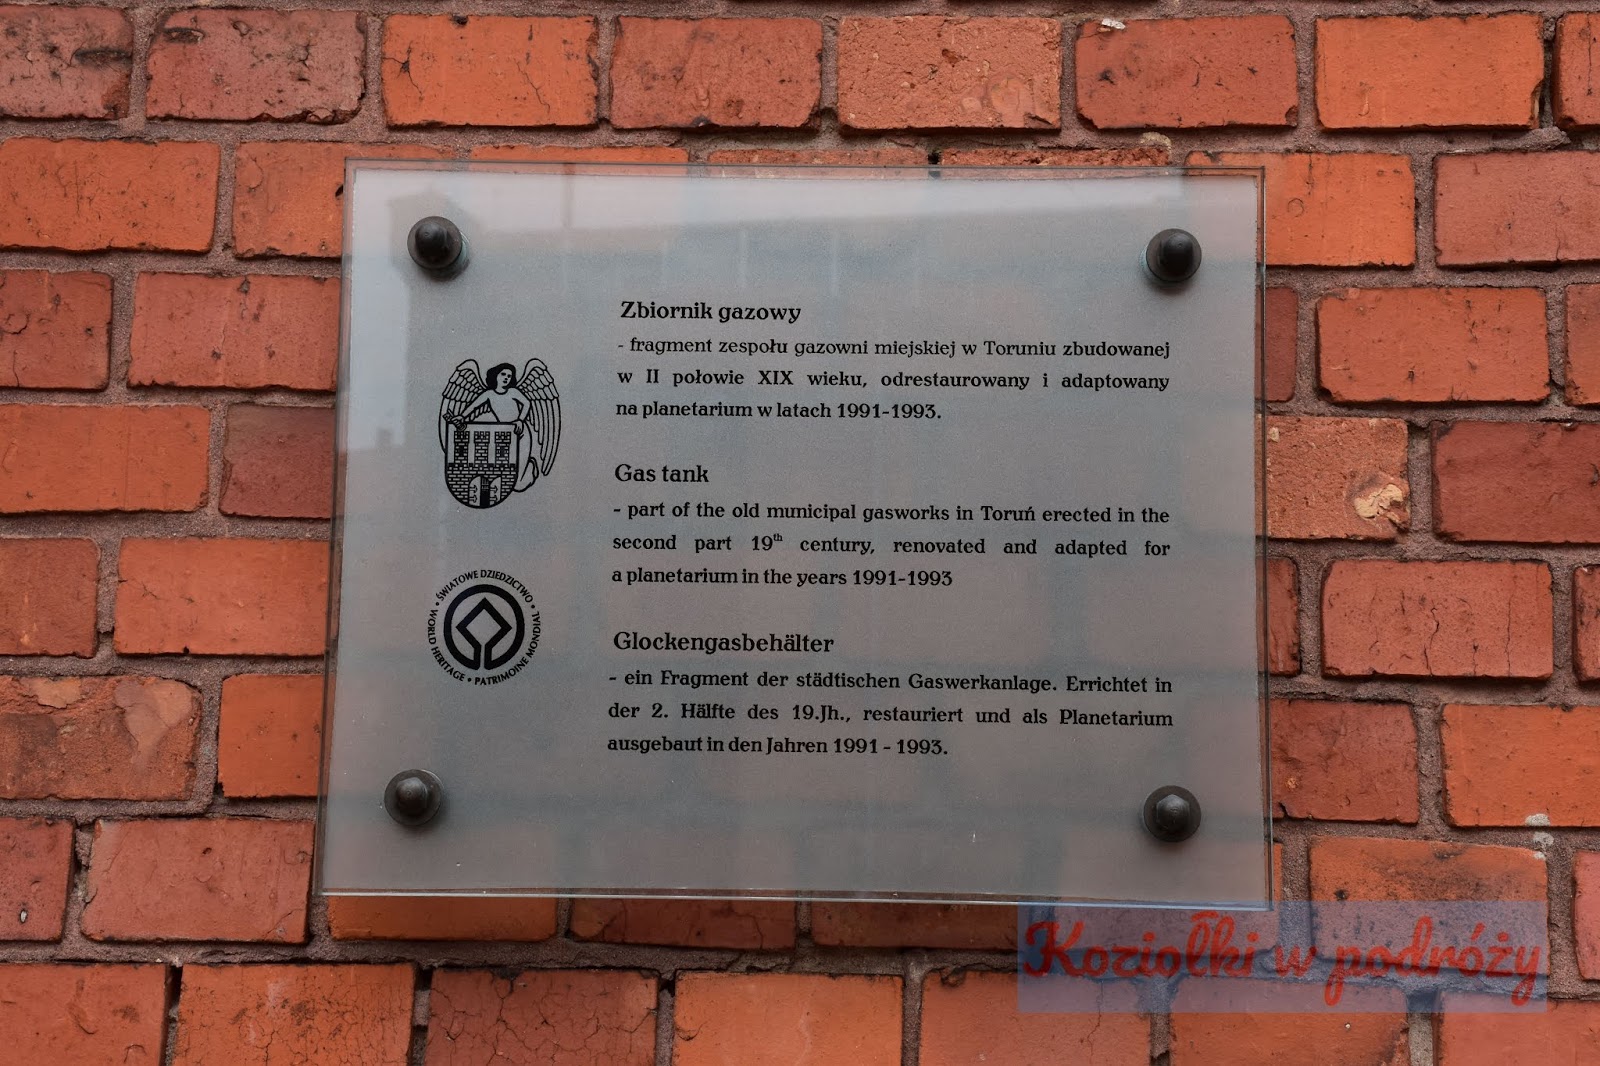 Zbiornik gazowy
- fragment zespołu gazowni miejskiej w Toruniu zbudowanej
w II połowie XIX wieku, odrestaurowany i adaptowany
na planetarium w latach 1991-1993.
Gas tank
- part of the old municipal gasworks in Toruń erected in the
second part 19th century, renovated and adapted for
a planetarium in the years 1991-1993
Glockengasbehälter
- ein Fragment der städtischen Gaswerkanlage. Errichtet in
der 2. Hälfte des 19.Jh., restauriert und als Planetarium
ausgebaut in den Jahren 1991 - 1993.
• ŚWIATOWE DZIEDZICTWO • WORLD HERITAGE • PATRIMOINE MONDIAL
Koziołki w podróży